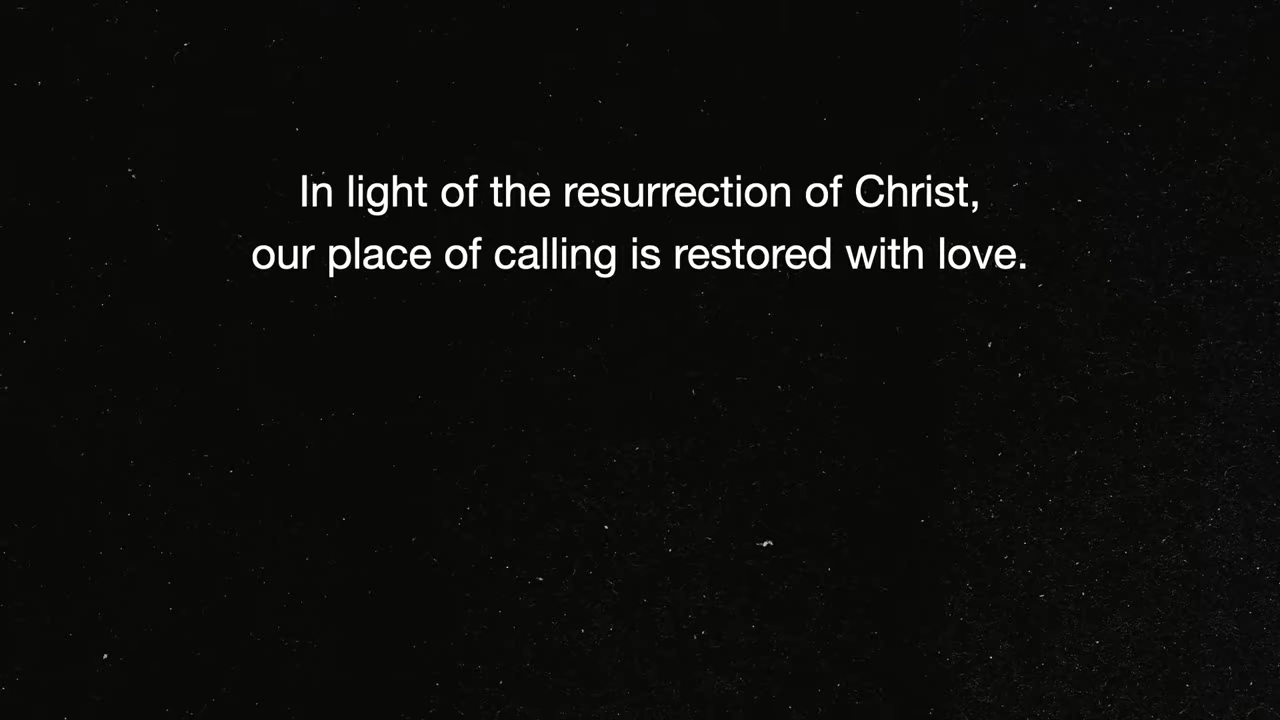 In light of the resurrection of Christ,
our place of calling is restored with love.